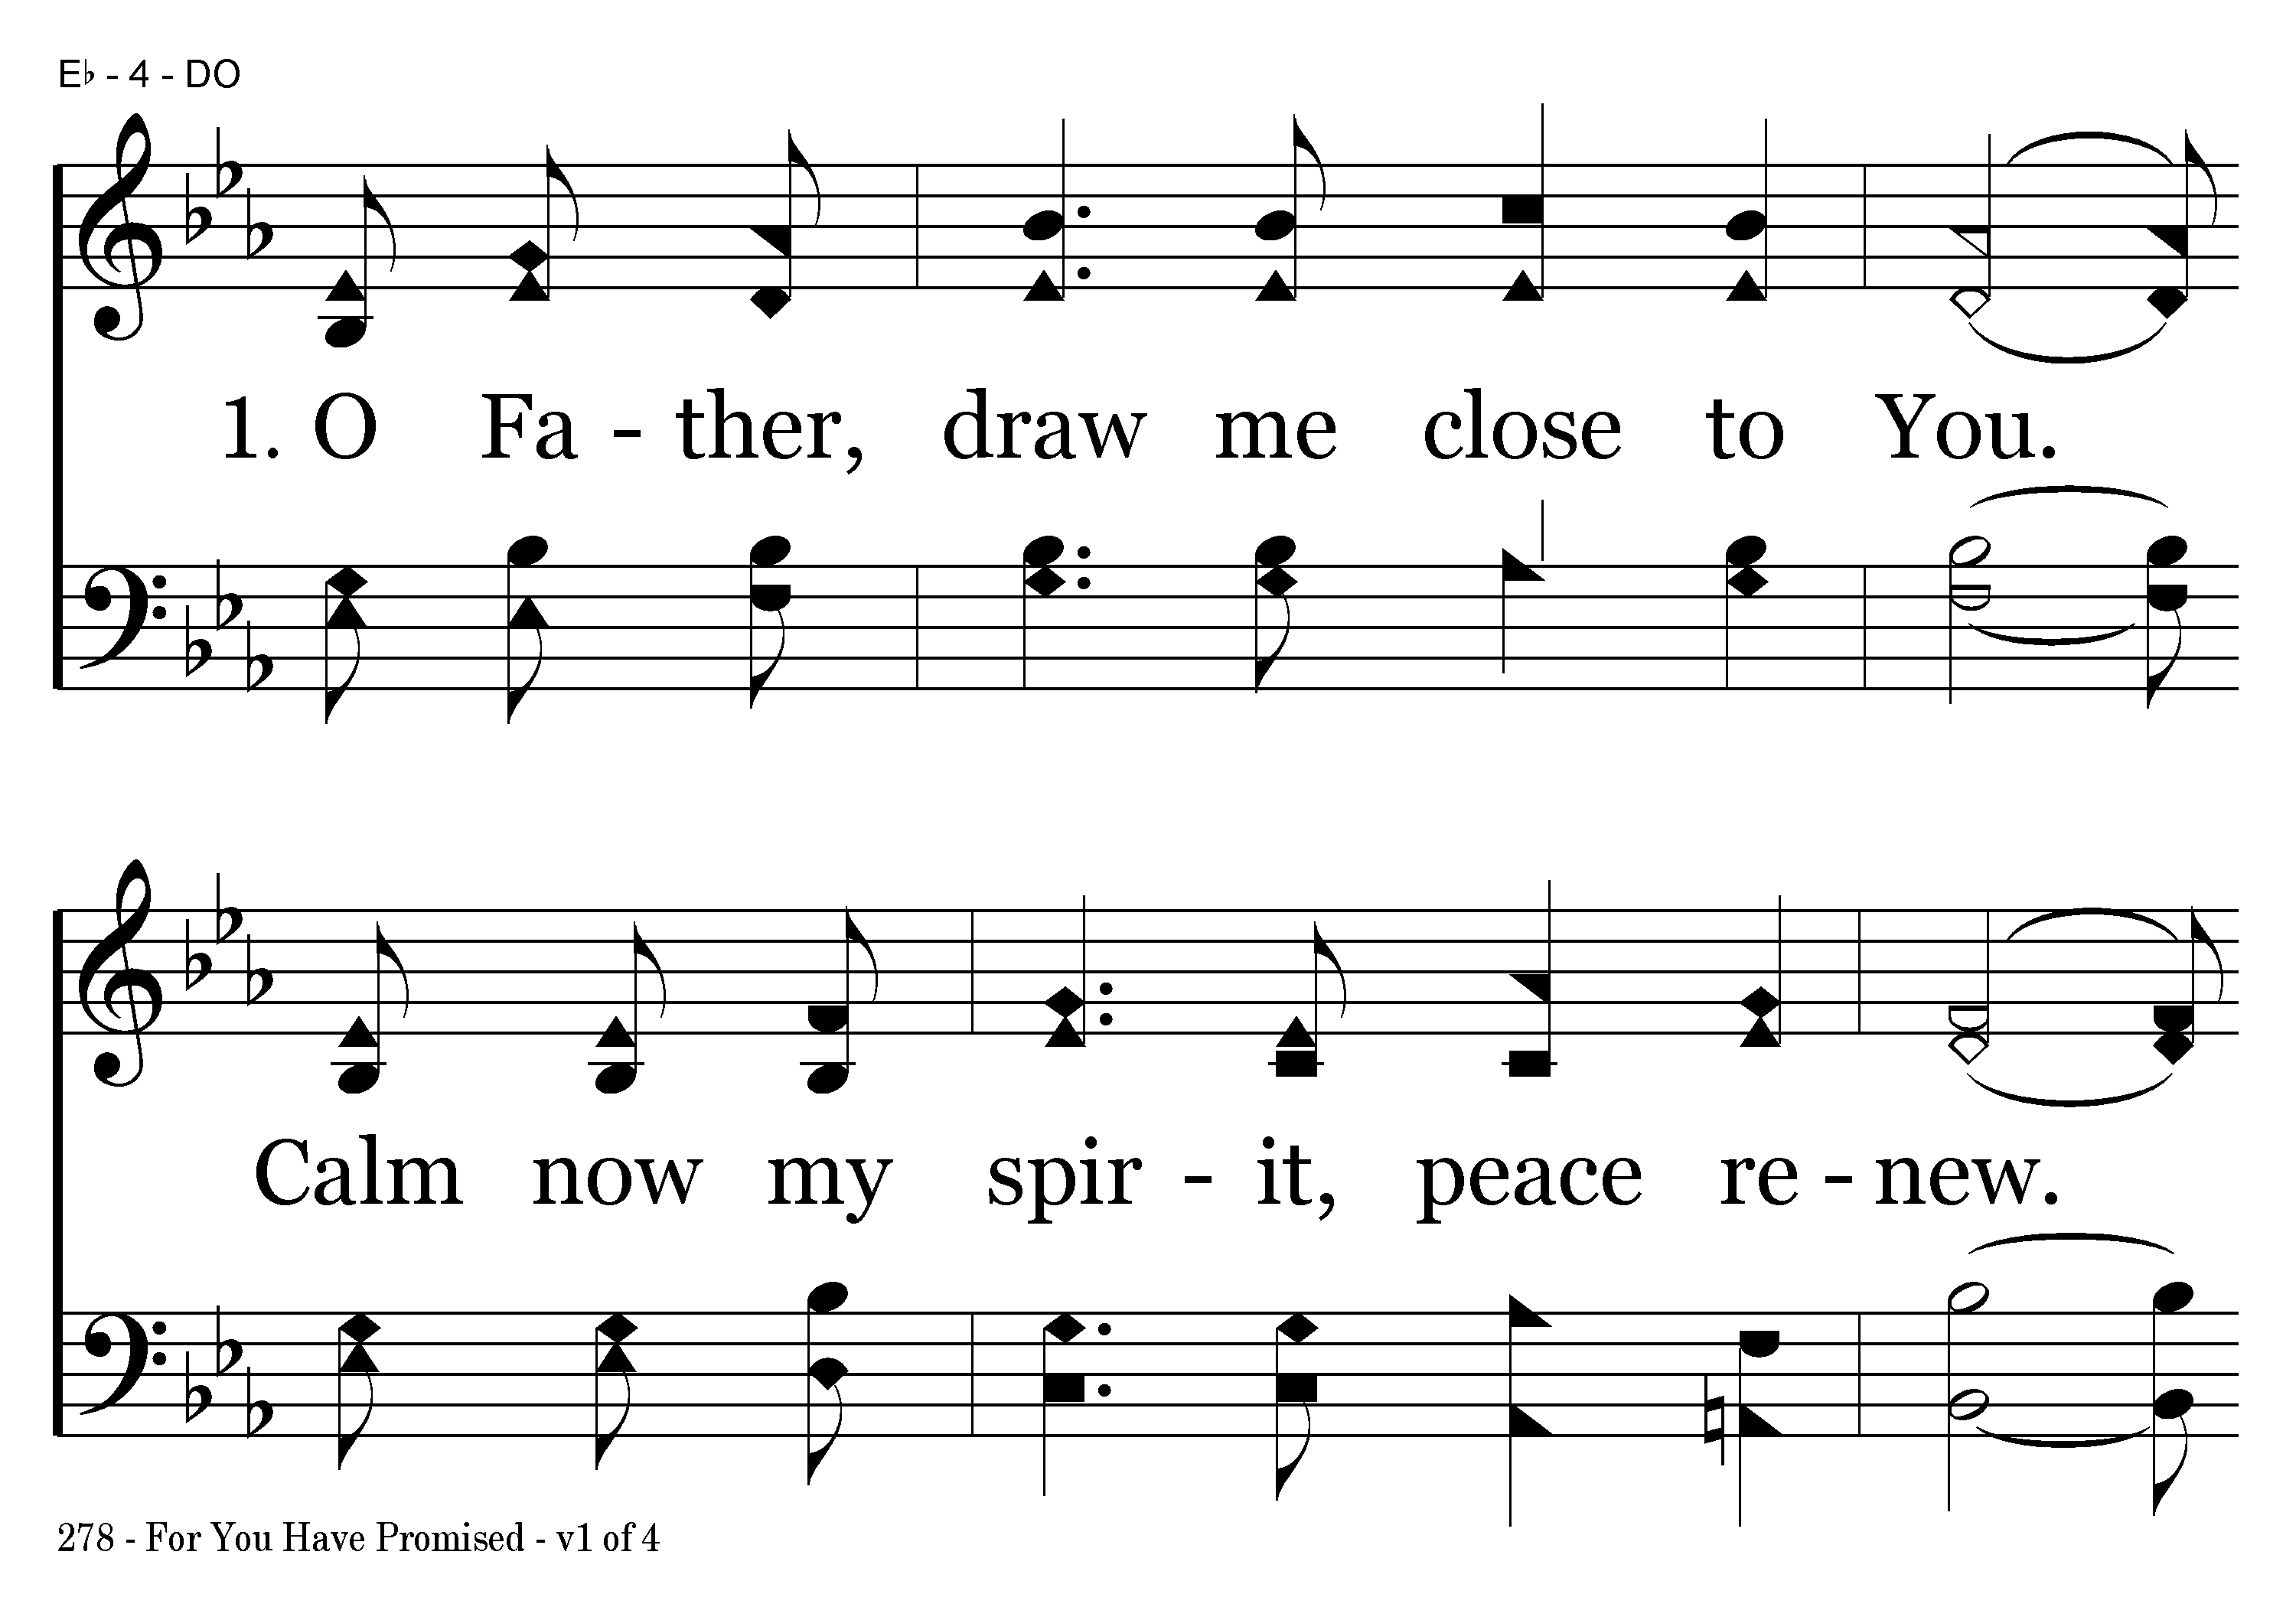 E♭ - 4 - DO
1. O Fa - ther, draw me close to You.
Calm now my spir - it, peace re - new.
278 - For You Have Promised - v1 of 4